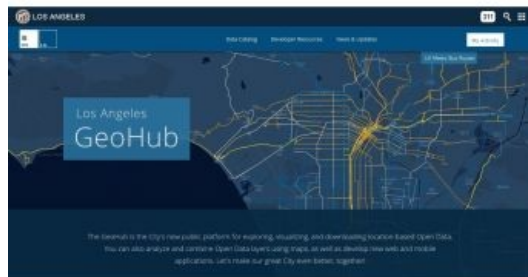 LOS ANGELES
311
Data Catalog Developer Resources News & Updates
My Activity
LA Metro Bus Routes
Los Angeles
GeoHub
The GeoHub is the City's new public platform for exploring, visualizing, and downloading location based Open Data.
You can also analyze and combine Open Data layers using maps, as well as develop new web and mobile
applications. Let's make our great City even better, together!